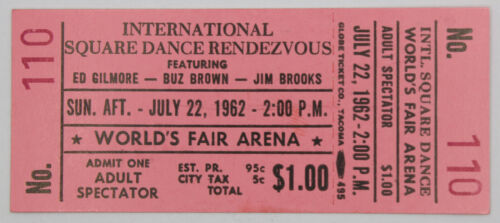 No. 110
INTERNATIONAL
SQUARE DANCE RENDEZVOUS
FEATURING
ED GILMORE — BUZ BROWN — JIM BROOKS
SUN. AFT. - JULY 22, 1962 - 2:00 P.M.
★ WORLD'S FAIR ARENA ★
ADMIT ONE
ADULT
SPECTATOR
EST. PR. 95c
CITY TAX 5c
TOTAL
$1.00
GLOBE TICKET CO., TACOMA 495
JULY 22, 1962-2:00 P.M.
ADULT SPECTATOR $1.00
WORLD'S FAIR ARENA
INTL. SQUARE DANCE
No. 110